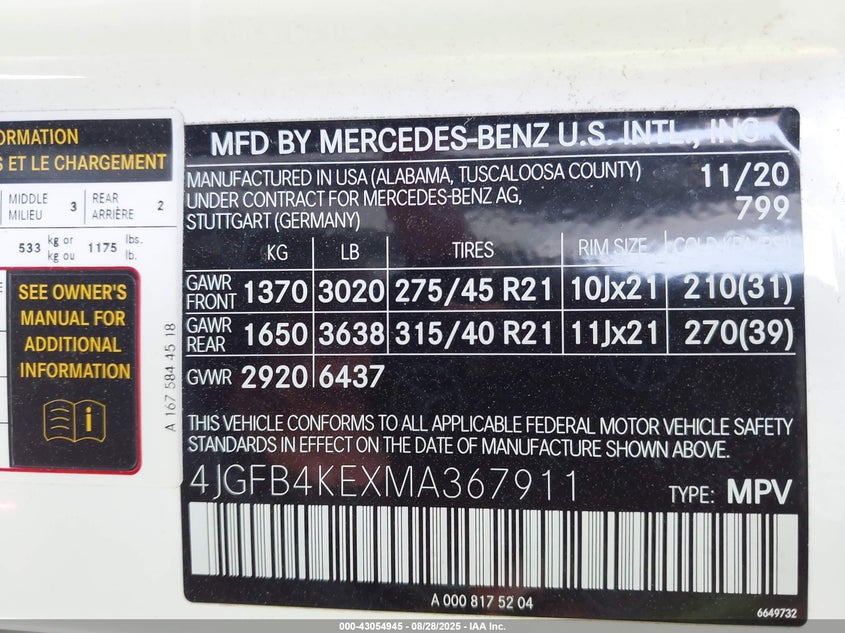 ORMATION
S ET LE CHARGEMENT
MIDDLE
MILIEU
3
REAR
ARRIÈRE
2
533 kg or 1175 lbs.
kg ou lb.
SEE OWNER'S
MANUAL FOR
ADDITIONAL
INFORMATION
A 167 584 45 18
MFD BY MERCEDES-BENZ U.S. INTL., INC.
MANUFACTURED IN USA (ALABAMA, TUSCALOOSA COUNTY) 11/20
UNDER CONTRACT FOR MERCEDES-BENZ AG, 799
STUTTGART (GERMANY)
KG LB TIRES RIM SIZE COLD KPA (PSI)
GAWR
FRONT 1370 3020 275/45 R21 10Jx21 210(31)
GAWR
REAR 1650 3638 315/40 R21 11Jx21 270(39)
GVWR 2920 6437
THIS VEHICLE CONFORMS TO ALL APPLICABLE FEDERAL MOTOR VEHICLE SAFETY
STANDARDS IN EFFECT ON THE DATE OF MANUFACTURE SHOWN ABOVE.
4JGFB4KEXMA367911 TYPE: MPV
A 000 817 52 04
6649732
000-43054945 - 08/28/2025 - IAA Inc.